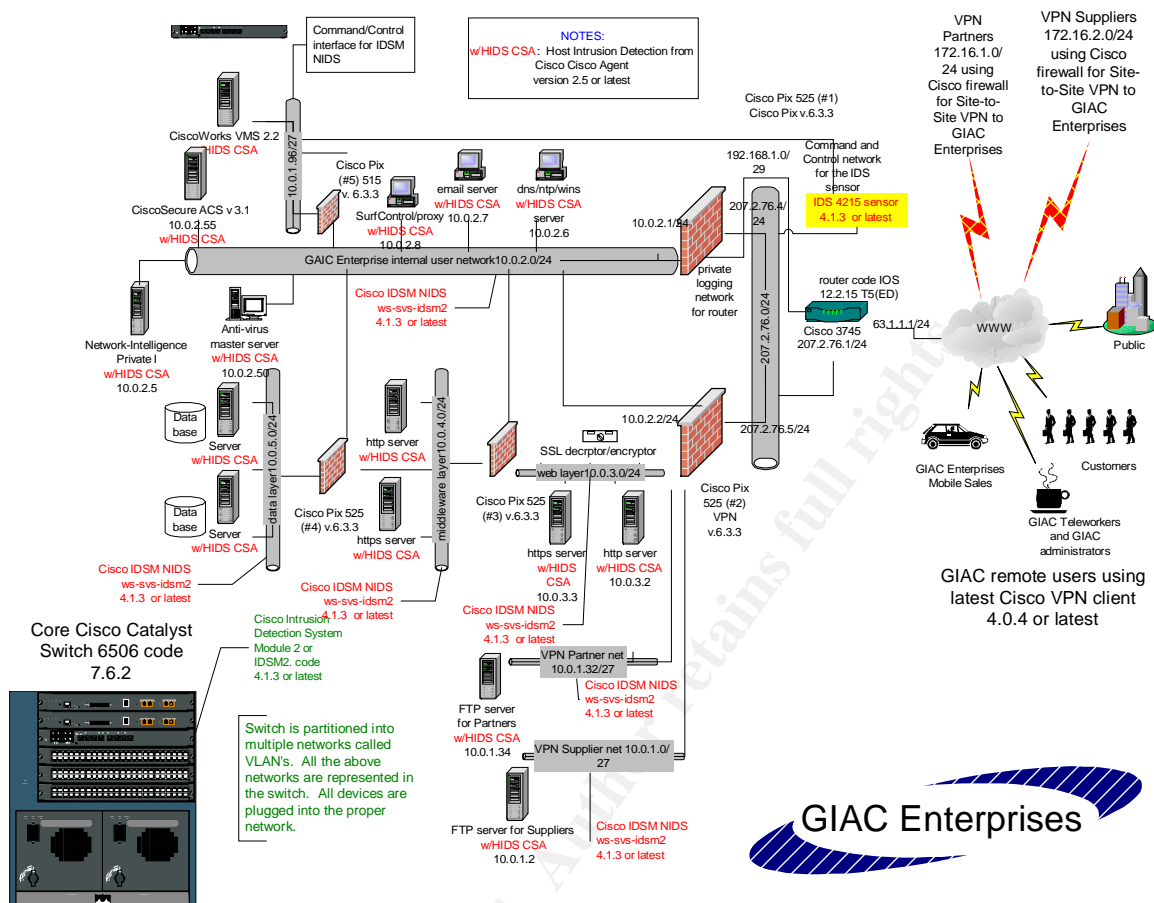 Command/Control
interface for IDSM
NIDS
NOTES:
w/HIDS CSA : Host Intrusion Detection from
Cisco Cisco Agent
version 2.5 or latest
VPN
Partners
172.16.1.0/
24 using
Cisco firewall
for Site-to-
Site VPN to
GIAC
Enterprises
VPN Suppliers
172.16.2.0/24
using Cisco
firewall for Site-
to-Site VPN to
GIAC
Enterprises
CiscoWorks VMS 2.2
w/HIDS CSA
10.0.1.96/27
CiscoSecure ACS v 3.1
10.0.2.55
w/HIDS CSA
Cisco Pix
(#5) 515
v. 6.3.3
SurfControl/proxy
w/HIDS CSA
10.0.2.8
email server
w/HIDS CSA
10.0.2.7
dns/ntp/wins
w/HIDS CSA
server
10.0.2.6
Cisco Pix 525 (#1)
Cisco Pix v.6.3.3
192.168.1.0/
29
Command and
Control network
for the IDS
sensor
IDS 4215 sensor
4.1.3 or latest
207.2.76.4/
24
10.0.2.1/24
GAIC Enterprise internal user network10.0.2.0/24
private
logging
network
for router
207.2.76.0/24
router code IOS
12.2.15 T5(ED)
Cisco 3745
207.2.76.1/24
63.1.1.1/24
www
Public
Cisco IDSM NIDS
ws-svs-idsm2
4.1.3 or latest
Network-Intelligence
Private I
w/HIDS CSA
10.0.2.5
Anti-virus
master server
w/HIDS CSA
10.0.2.50
Data
base
Server
w/HIDS CSA
Data
base
Server
w/HIDS CSA
data layer10.0.5.0/24
Cisco Pix 525
(#4) v.6.3.3
http server
w/HIDS CSA
https server
w/HIDS CSA
middleware layer10.0.4.0/24
SSL decrptor/encryptor
web layer10.0.3.0/24
Cisco Pix 525
(#3) v.6.3.3
https server
w/HIDS
CSA
10.0.3.3
http server
w/HIDS CSA
10.0.3.2
10.0.2.2/24
207.2.76.5/24
Cisco Pix
525 (#2)
VPN
v.6.3.3
GIAC Enterprises
Mobile Sales
Customers
GIAC Teleworkers
and GIAC
administrators
GIAC remote users using
latest Cisco VPN client
4.0.4 or latest
Cisco IDSM NIDS
ws-svs-idsm2
4.1.3 or latest
Cisco IDSM NIDS
ws-svs-idsm2
4.1.3 or latest
Cisco IDSM NIDS
ws-svs-idsm2
4.1.3 or latest
Core Cisco Catalyst
Switch 6506 code
7.6.2
Cisco Intrusion
Detection System
Module 2 or
IDSM2. code
4.1.3 or latest
Switch is partitioned into
multiple networks called
VLAN's. All the above
networks are represented in
the switch. All devices are
plugged into the proper
network.
VPN Partner net
10.0.1.32/27
Cisco IDSM NIDS
ws-svs-idsm2
4.1.3 or latest
FTP server
for Partners
w/HIDS CSA
10.0.1.34
VPN Supplier net 10.0.1.0/
27
FTP server for Suppliers
w/HIDS CSA
10.0.1.2
Cisco IDSM NIDS
ws-svs-idsm2
4.1.3 or latest
GIAC Enterprises
Author retains full rights